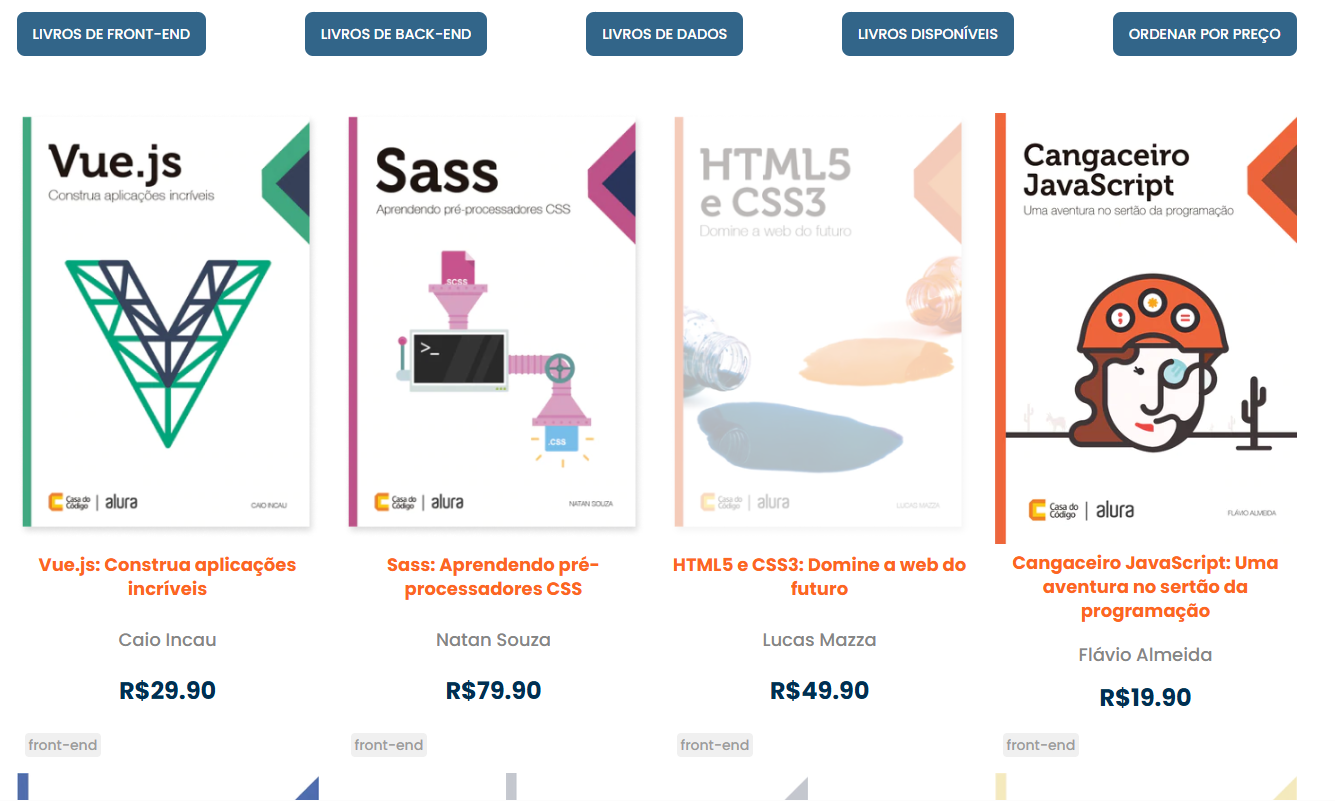 LIVROS DE FRONT-END
LIVROS DE BACK-END
LIVROS DE DADOS
LIVROS DISPONÍVEIS
ORDENAR POR PREÇO
Vue.js
Construa aplicações incríveis
Casa do
Código
alura
CAIO INCAU
Vue.js: Construa aplicações
incríveis
Caio Incau
R$29.90
front-end
Sass
Aprendendo pré-processadores CSS
SCSS
>_
.CSS
Casa do
Código
alura
NATAN SOUZA
Sass: Aprendendo pré-
processadores CSS
Natan Souza
R$79.90
front-end
HTML5
e CSS3
Domine a web do futuro
Casa do
Código
alura
LUCAS MAZZA
HTML5 e CSS3: Domine a web do
futuro
Lucas Mazza
R$49.90
front-end
Cangaceiro
JavaScript
Uma aventura no sertão da programação
;
=
Casa do
Código
alura
FLÁVIO ALMEIDA
Cangaceiro JavaScript: Uma
aventura no sertão da
programação
Flávio Almeida
R$19.90
front-end